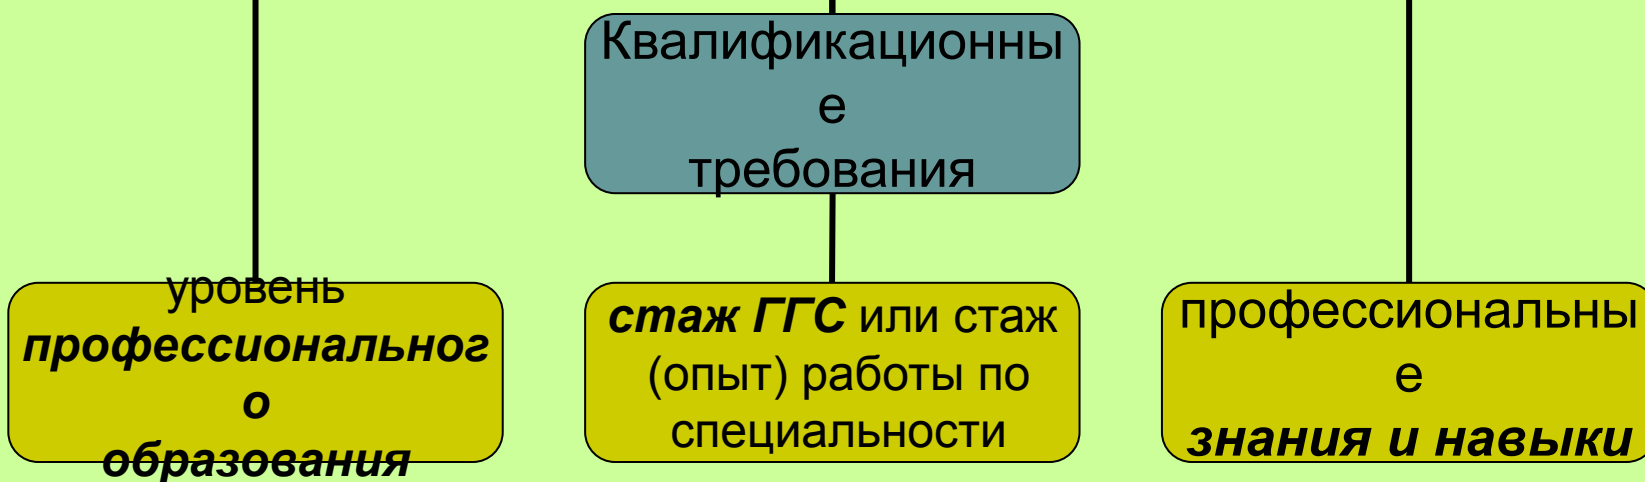 Квалификационны
е
требования
уровень
профессиональног
о
образования
стаж ГГС или стаж
(опыт) работы по
специальности
профессиональны
е
знания и навыки